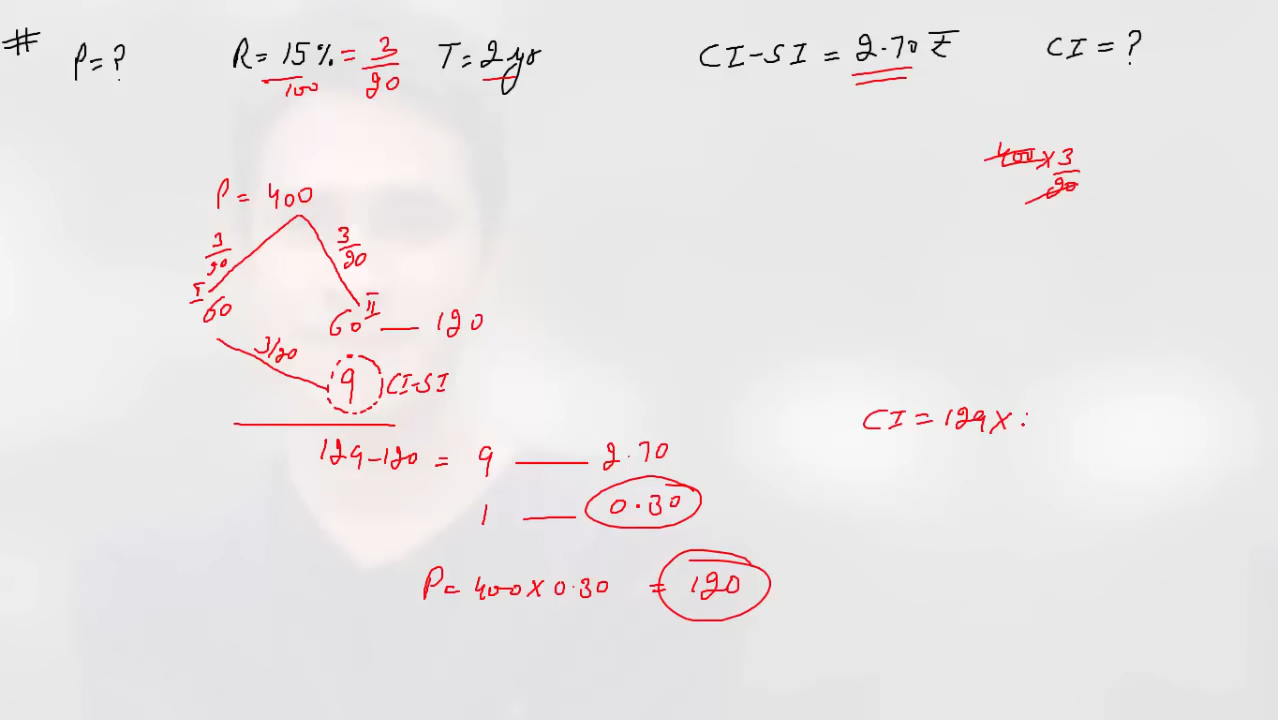 # P = ? R = 15% = 3/20 T = 2 yr CI-SI = 2.70 ₹ CI = ?
100
400 x 3/20
P = 400
3/20 3/20
I 60 60 II — 120
3/20 9 CI-SI
129-120 = 9 — 2.70
CI = 129 x
1 — 0.30
P = 400 x 0.30 = 120